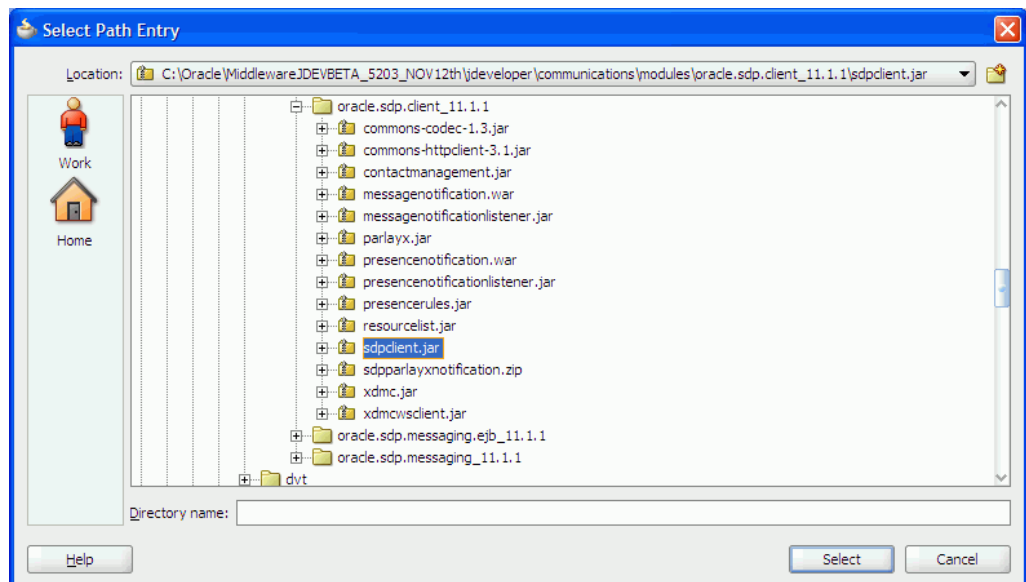 Select Path Entry
Location: C:\Oracle\MiddlewareJDEVBETA_5203_NOV12th\jdeveloper\communications\modules\oracle.sdp.client_11.1.1\sdpclient.jar
Work
Home
oracle.sdp.client_11.1.1
commons-codec-1.3.jar
commons-httpclient-3.1.jar
contactmanagement.jar
messagenotification.war
messagenotificationlistener.jar
parlayx.jar
presencenotification.war
presencenotificationlistener.jar
presencerules.jar
resourcelist.jar
sdpclient.jar
sdpparlayxnotification.zip
xdmc.jar
xdmcwsclient.jar
oracle.sdp.messaging.ejb_11.1.1
oracle.sdp.messaging_11.1.1
dvt
Directory name:
Help Select Cancel